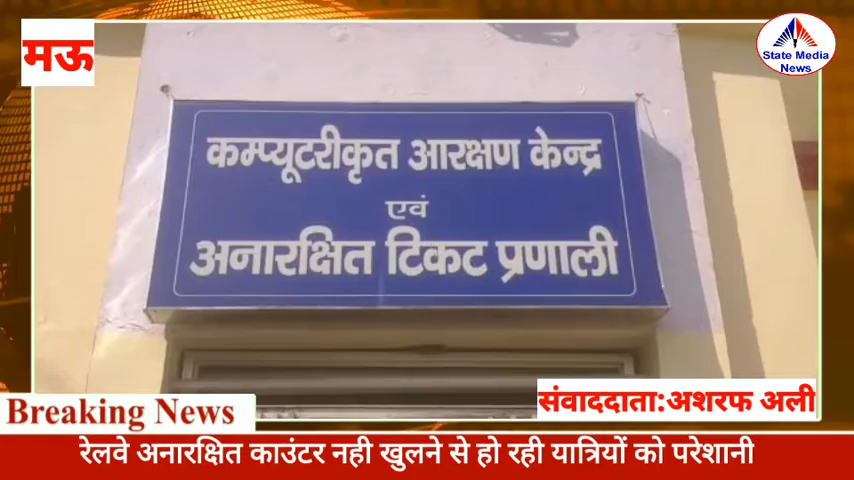 मऊ
State Media
News
कम्प्यूटरीकृत आरक्षण केन्द्र
एवं
अनारक्षित टिकट प्रणाली
संवाददाता:अशरफ अली
Breaking News
रेलवे अनारक्षित काउंटर नही खुलने से हो रही यात्रियों को परेशानी